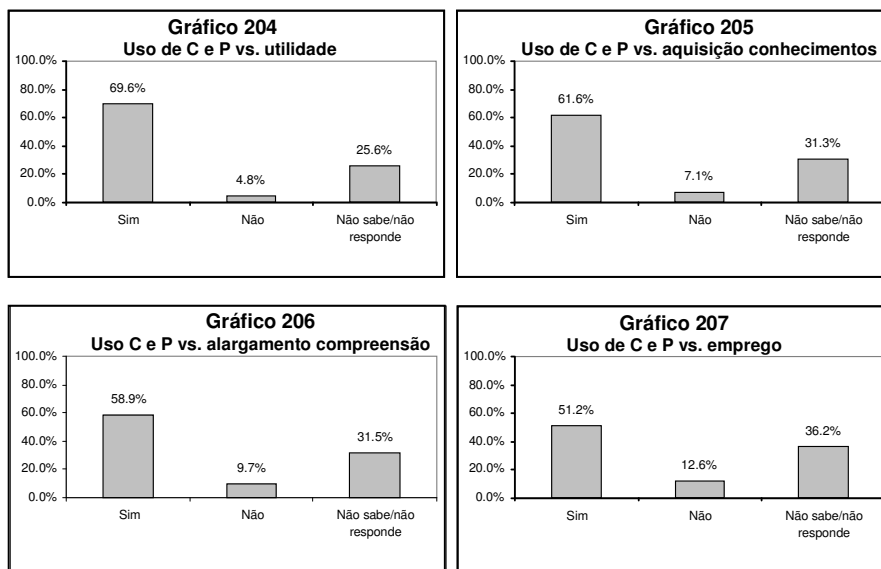 Gráfico 204
Uso de C e P vs. utilidade
100.0%
80.0%
60.0%
40.0%
20.0%
0.0%
69.6%
4.8%
25.6%
Sim
Não
Não sabe/não
responde
Gráfico 205
Uso de C e P vs. aquisição conhecimentos
100.0%
80.0%
60.0%
40.0%
20.0%
0.0%
61.6%
7.1%
31.3%
Sim
Não
Não sabe/não
responde
Gráfico 206
Uso C e P vs. alargamento compreensão
100.0%
80.0%
60.0%
40.0%
20.0%
0.0%
58.9%
9.7%
31.5%
Sim
Não
Não sabe/não
responde
Gráfico 207
Uso de C e P vs. emprego
100.0%
80.0%
60.0%
40.0%
20.0%
0.0%
51.2%
12.6%
36.2%
Sim
Não
Não sabe/não
responde